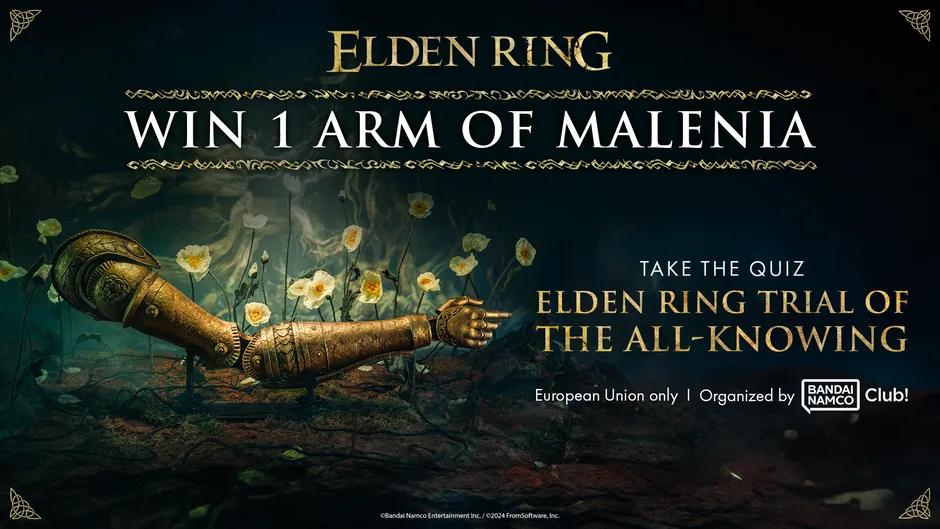 ELDEN RING
WIN 1 ARM OF MALENIA
TAKE THE QUIZ
ELDEN RING TRIAL OF
THE ALL-KNOWING
European Union only | Organized by BANDAI NAMCO Club!
©Bandai Namco Entertainment Inc. / ©2024 FromSoftware, Inc.